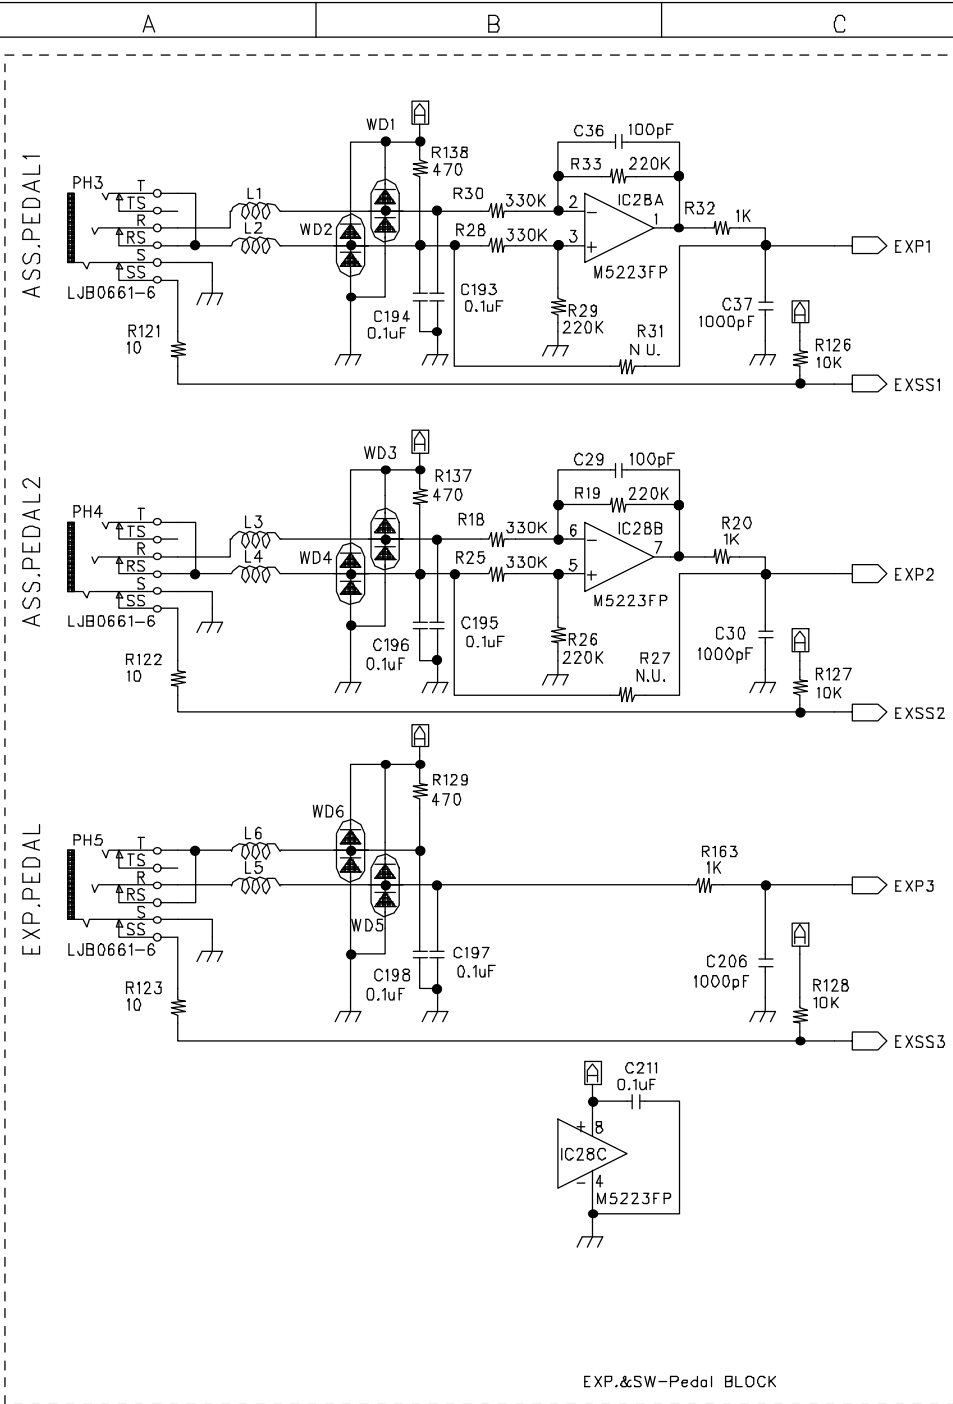 A B C
ASS.PEDAL1
PH3
T
TS
R
RS
S
SS
LJB0661-6
R121
10
L1
L2
WD1
WD2
A
R138
470
C194
0.1uF
C193
0.1uF
R30
330K
R28
330K
C36
100pF
R33
220K
2
-
3
+
1
IC28A
M5223FP
R29
220K
R31
N U.
R32
1K
C37
1000pF
A
R126
10K
EXP1
EXSS1
ASS.PEDAL2
PH4
T
TS
R
RS
S
SS
LJB0661-6
R122
10
L3
L4
WD3
WD4
A
R137
470
C196
0.1uF
C195
0.1uF
R18
330K
R25
330K
C29
100pF
R19
220K
6
-
5
+
7
IC28B
M5223FP
R26
220K
R27
N.U.
R20
1K
C30
1000pF
A
R127
10K
EXP2
EXSS2
EXP.PEDAL
PH5
T
TS
R
RS
S
SS
LJB0661-6
R123
10
L6
L5
WD6
WD5
A
R129
470
C198
0.1uF
C197
0.1uF
R163
1K
C206
1000pF
A
R128
10K
EXP3
EXSS3
A
C211
0.1uF
+ 8
IC28C
- 4
M5223FP
EXP.&SW-Pedal BLOCK